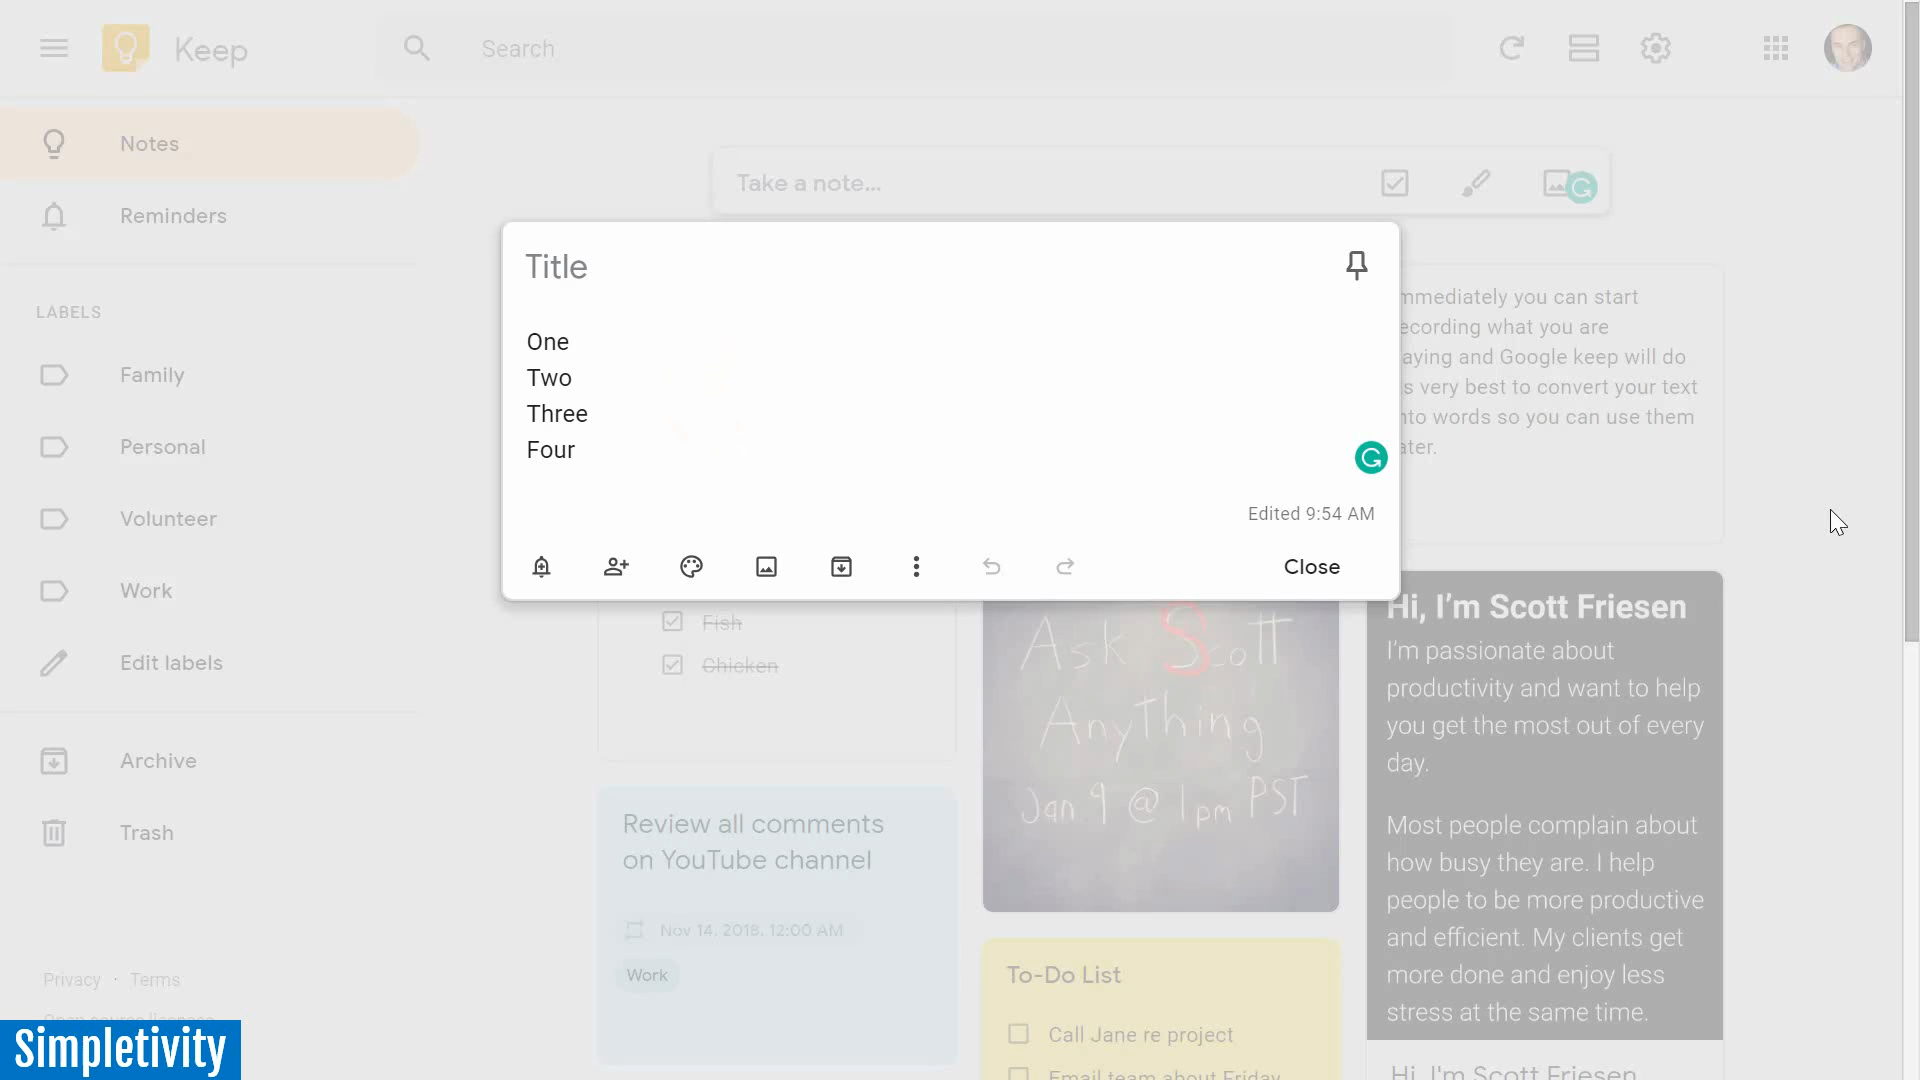 Keep
Search
Notes
Reminders
LABELS
Family
Personal
Volunteer
Work
Edit labels
Archive
Trash
Privacy · Terms
Open source licenses
Simpletivity
Take a note...
Title
One
Two
Three
Four
Edited 9:54 AM
Close
Fish
Chicken
Review all comments
on YouTube channel
Nov 14, 2018, 12:00 AM
Work
Ask Scott
Anything
Jan 9 @ 1pm PST
To-Do List
Call Jane re project
Email team about Friday
mmediately you can start
ecording what you are
aying and Google keep will do
s very best to convert your text
nto words so you can use them
ater.
Hi, I'm Scott Friesen
I'm passionate about
productivity and want to help
you get the most out of every
day.
Most people complain about
how busy they are. I help
people to be more productive
and efficient. My clients get
more done and enjoy less
stress at the same time.
Hi, I'm Scott Friesen